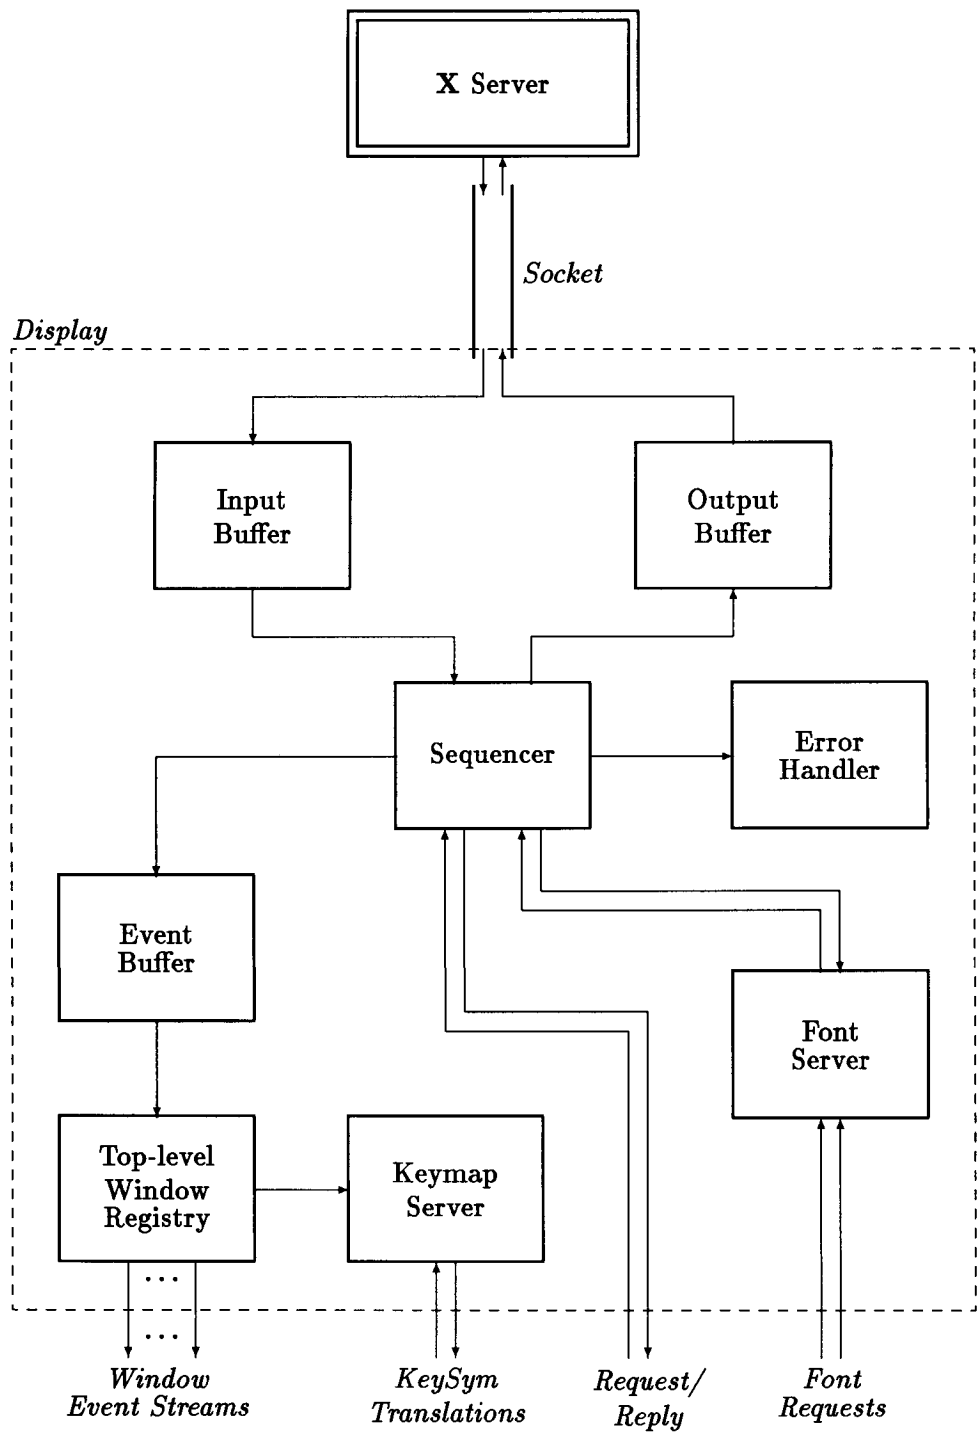 X Server
Socket
Display
Input
Buffer
Output
Buffer
Sequencer
Error
Handler
Event
Buffer
Font
Server
Top-level
Window
Registry
Keymap
Server
...
...
Window
Event Streams
KeySym
Translations
Request/
Reply
Font
Requests